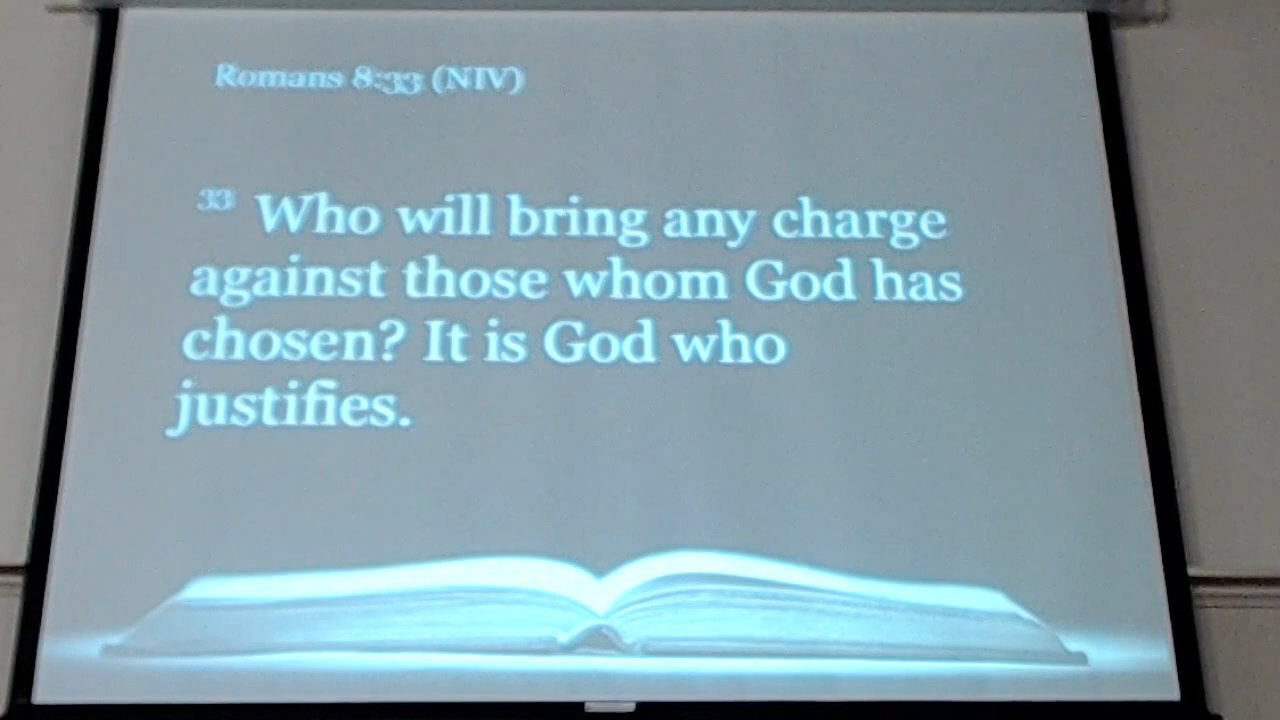 Romans 8:33 (NIV)
33 Who will bring any charge
against those whom God has
chosen? It is God who
justifies.